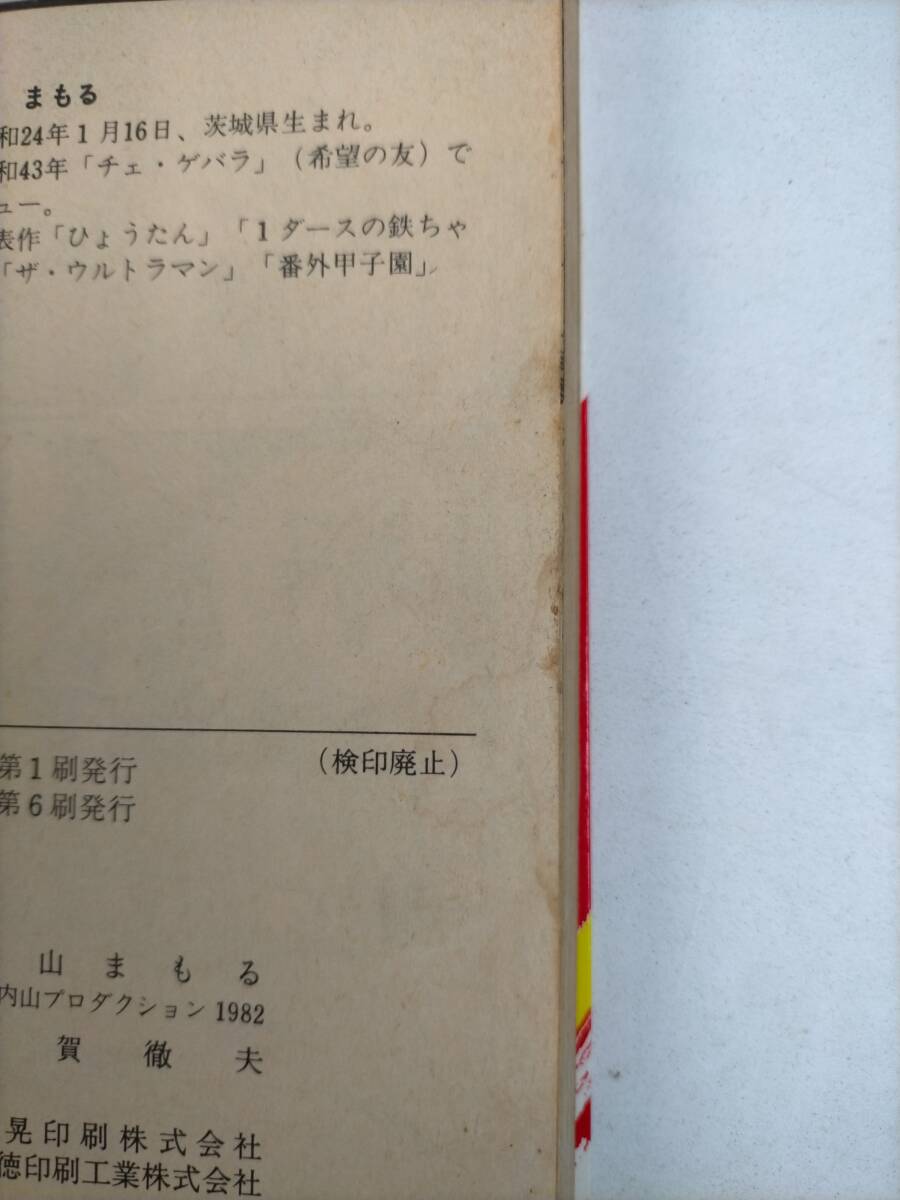 まもる
和24年1月16日、茨城県生まれ。
和43年「チェ・ゲバラ」（希望の友）で
ュー。
表作「ひょうたん」「1ダースの鉄ちゃ
「ザ・ウルトラマン」「番外甲子園」
第1刷発行
（検印廃止）
第6刷発行
山まもる
内山プロダクション 1982
賀徹夫
晃印刷株式会社
徳印刷工業株式会社